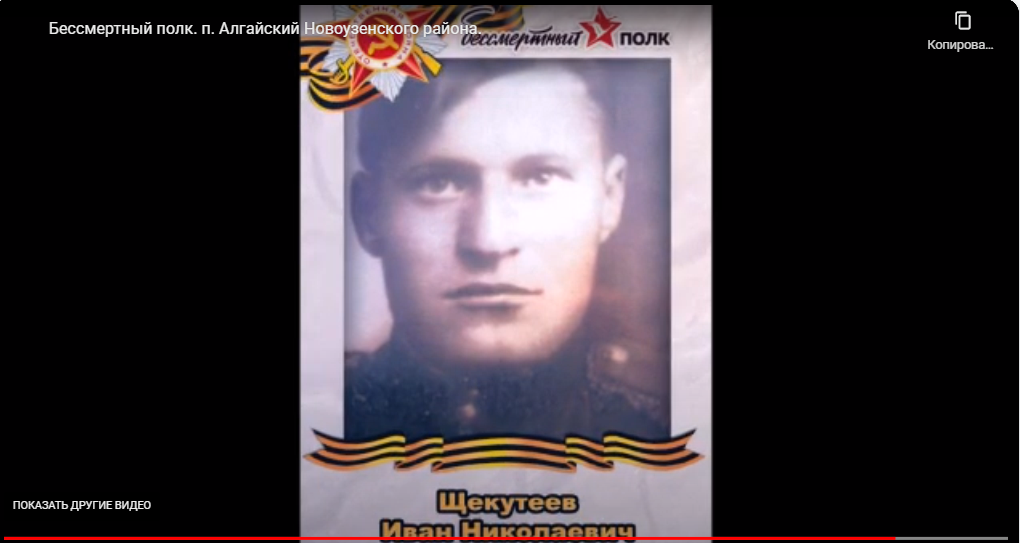 Бессмертный полк. п. Алгайский Новоузенского района.
Копирова...
бессмертный ПОЛК
ПОКАЗАТЬ ДРУГИЕ ВИДЕО
Щекутеев
Иван Николаевич